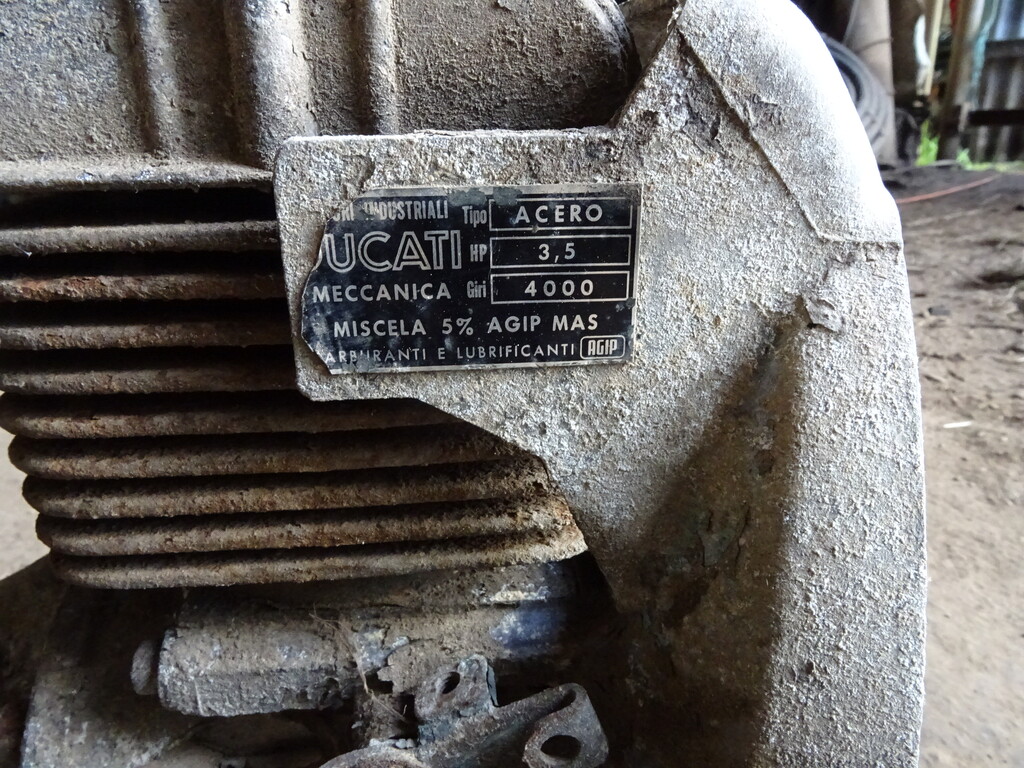 INDUSTRIALI Tipo ACERO
UCATI HP 3,5
MECCANICA Giri 4000
MISCELA 5% AGIP MAS
ARBURANTI E LUBRIFICANTI AGIP